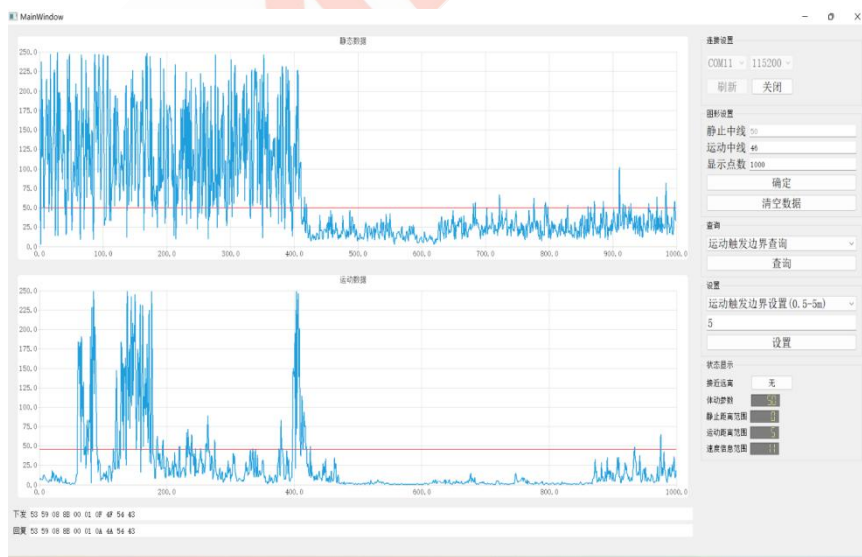 MainWindow
静态数据
250.0
225.0
200.0
175.0
150.0
125.0
100.0
75.0
50.0
25.0
0.0
0.0 100.0 200.0 300.0 400.0 500.0 600.0 700.0 800.0 900.0 1000.0
运动数据
250.0
225.0
200.0
175.0
150.0
125.0
100.0
75.0
50.0
25.0
0.0
0.0 200.0 400.0 600.0 800.0 1000.0
下发 53 59 08 8B 00 01 0F 4F 54 43
回复 53 59 08 8B 00 01 0A 4A 54 43
连接设置
COM11 115200
刷新 关闭
图形设置
静止中线 50
运动中线 46
显示点数 1000
确定
清空数据
查询
运动触发边界查询
查询
设置
运动触发边界设置(0.5-5m)
5
设置
状态显示
接近远离 无
体动参数 50
静止距离范围 0
运动距离范围 5
速度信息范围 11